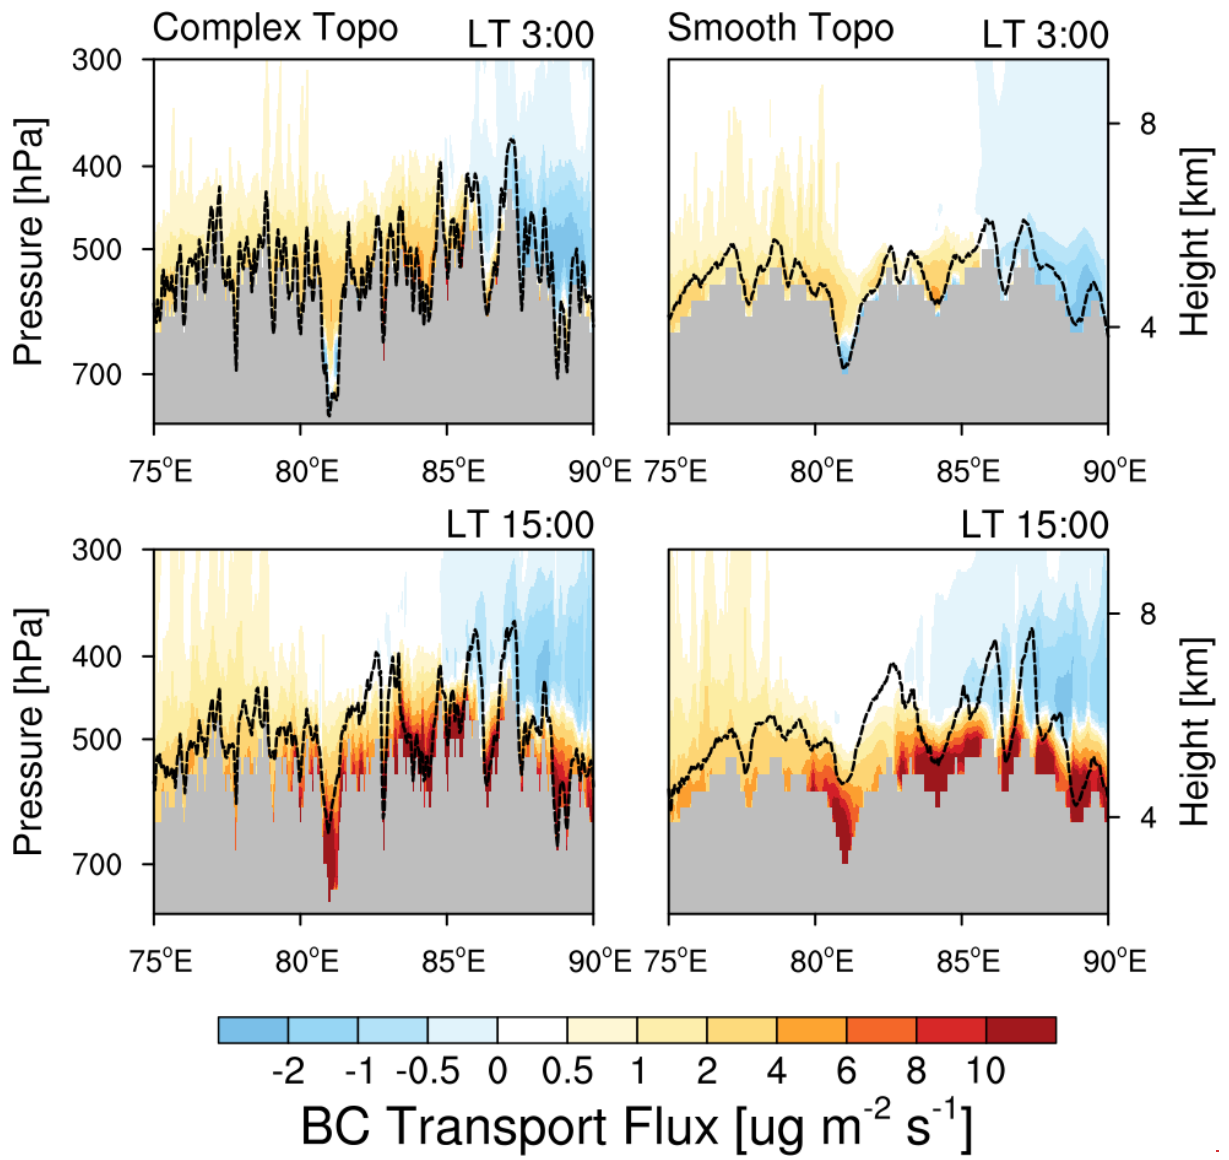 Complex Topo LT 3:00 Smooth Topo LT 3:00
300
400
500
700
Pressure [hPa]
8
4
Height [km]
75°E 80°E 85°E 90°E 75°E 80°E 85°E 90°E
LT 15:00 LT 15:00
300
400
500
700
Pressure [hPa]
8
4
Height [km]
75°E 80°E 85°E 90°E 75°E 80°E 85°E 90°E
-2 -1 -0.5 0 0.5 1 2 4 6 8 10
BC Transport Flux [ug m⁻² s⁻¹]